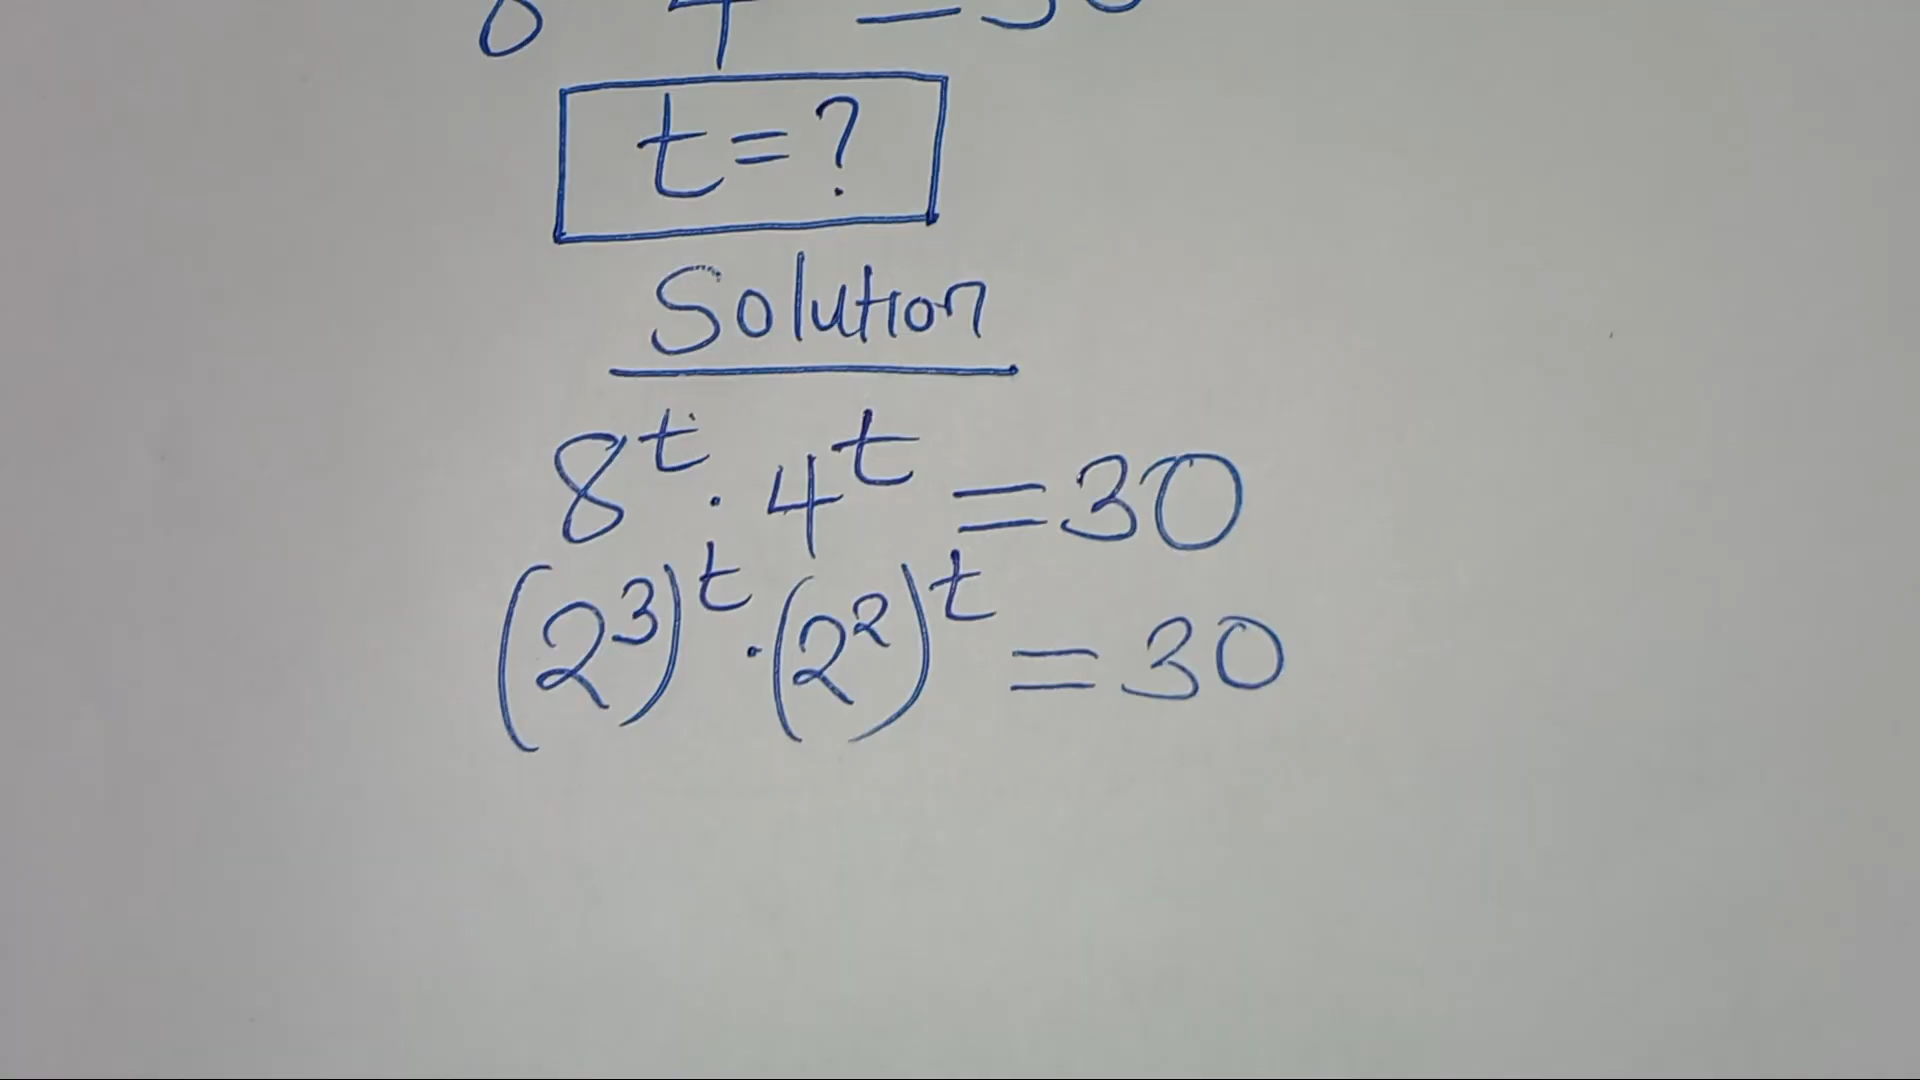 t=?
Solution
8^t · 4^t = 30
(2^3)^t · (2^2)^t = 30